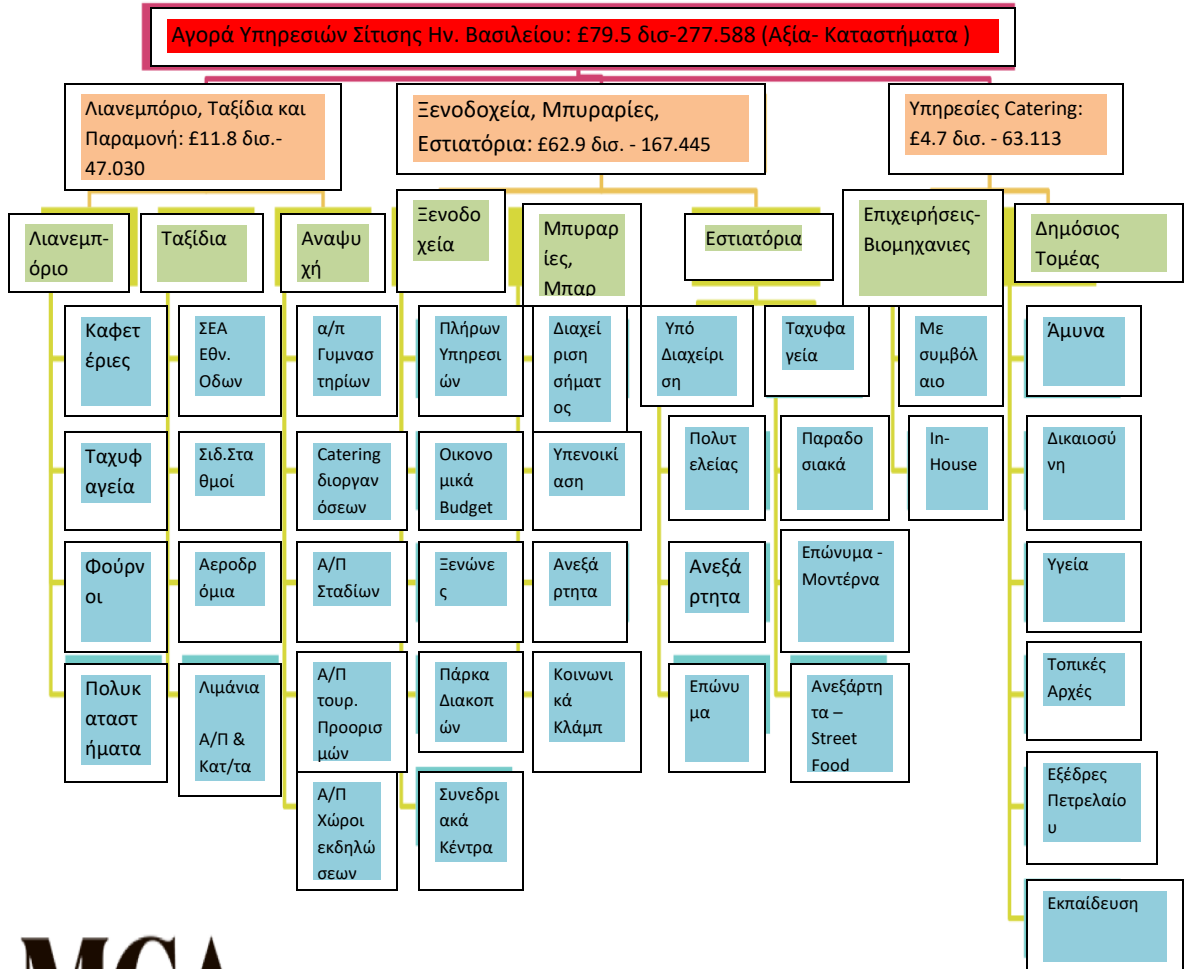 Αγορά Υπηρεσιών Σίτισης Ην. Βασιλείου: £79.5 δισ-277.588 (Αξία- Καταστήματα )
Λιανεμπόριο, Ταξίδια και
Παραμονή: £11.8 δισ.-
47.030
Ξενοδοχεία, Μπυραρίες,
Εστιατόρια: £62.9 δισ. - 167.445
Υπηρεσίες Catering:
£4.7 δισ. - 63.113
Λιανεμπ-
όριο
Ταξίδια
Αναψυ
χή
Ξενοδο
χεία
Μπυραρ
ίες,
Μπαρ
Εστιατόρια
Επιχειρήσεις-
Βιομηχανιες
Δημόσιος
Τομέας
Καφετ
έριες
ΣΕΑ
Εθν.
Οδων
α/π
Γυμνασ
τηρίων
Πλήρων
Υπηρεσι
ών
Διαχεί
ριση
σήματ
ος
Υπό
Διαχείρι
ση
Ταχυφα
γεία
Με
συμβόλ
αιο
Άμυνα
Ταχυφ
αγεία
Σιδ.Στα
θμοί
Catering
διοργαν
όσεων
Οικονο
μικά
Budget
Υπενοικί
αση
Πολυτ
ελείας
Παραδο
σιακά
In-
House
Δικαιοσύ
νη
Φούρν
οι
Αεροδρ
όμια
Α/Π
Σταδίων
Ξενώνε
ς
Ανεξά
ρτητα
Ανεξά
ρτητα
Επώνυμα -
Μοντέρνα
Υγεία
Πολυκ
αταστ
ήματα
Λιμάνια
Α/Π &
Κατ/τα
Α/Π
τουρ.
Προορισ
μών
Πάρκα
Διακοπ
ών
Κοινωνι
κά
Κλάμπ
Επώνυ
μα
Ανεξάρτη
τα –
Street
Food
Τοπικές
Αρχές
Α/Π
Χώροι
εκδηλώ
σεων
Συνεδρι
ακά
Κέντρα
Εξέδρες
Πετρελαίο
υ
Εκπαίδευση
MCA